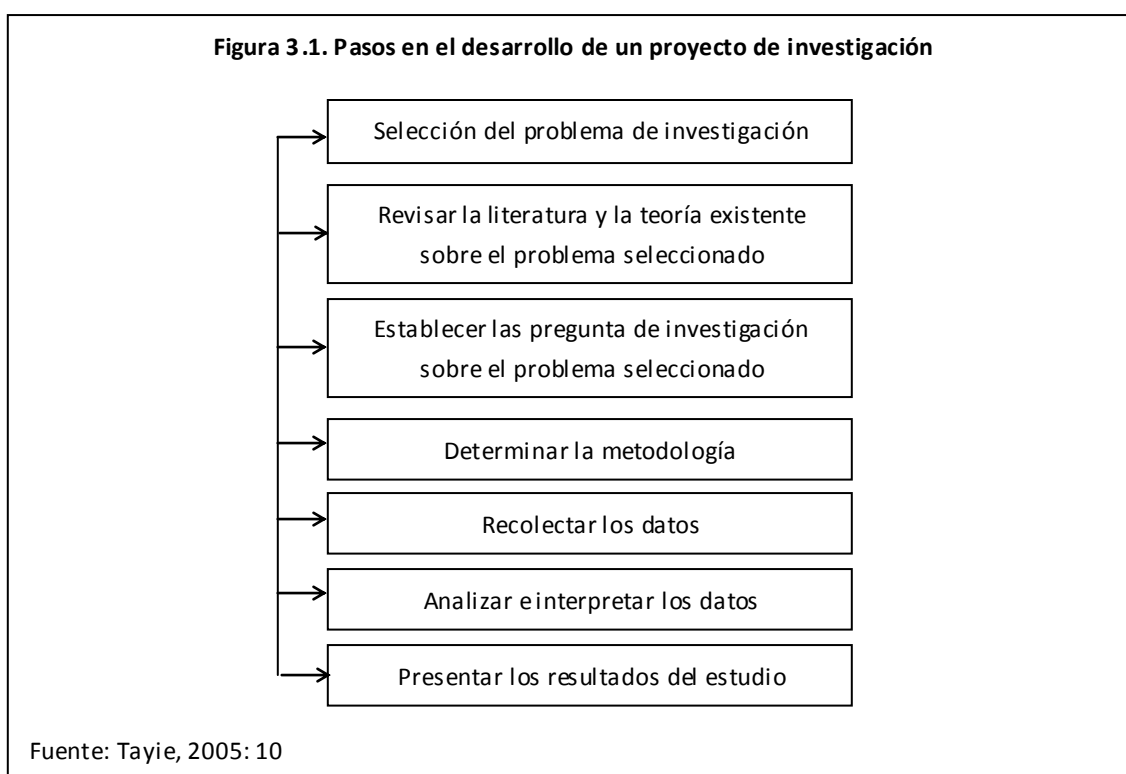 Figura 3.1. Pasos en el desarrollo de un proyecto de investigación
Selección del problema de investigación
Revisar la literatura y la teoría existente
sobre el problema seleccionado
Establecer las pregunta de investigación
sobre el problema seleccionado
Determinar la metodología
Recolectar los datos
Analizar e interpretar los datos
Presentar los resultados del estudio
Fuente: Tayie, 2005: 10